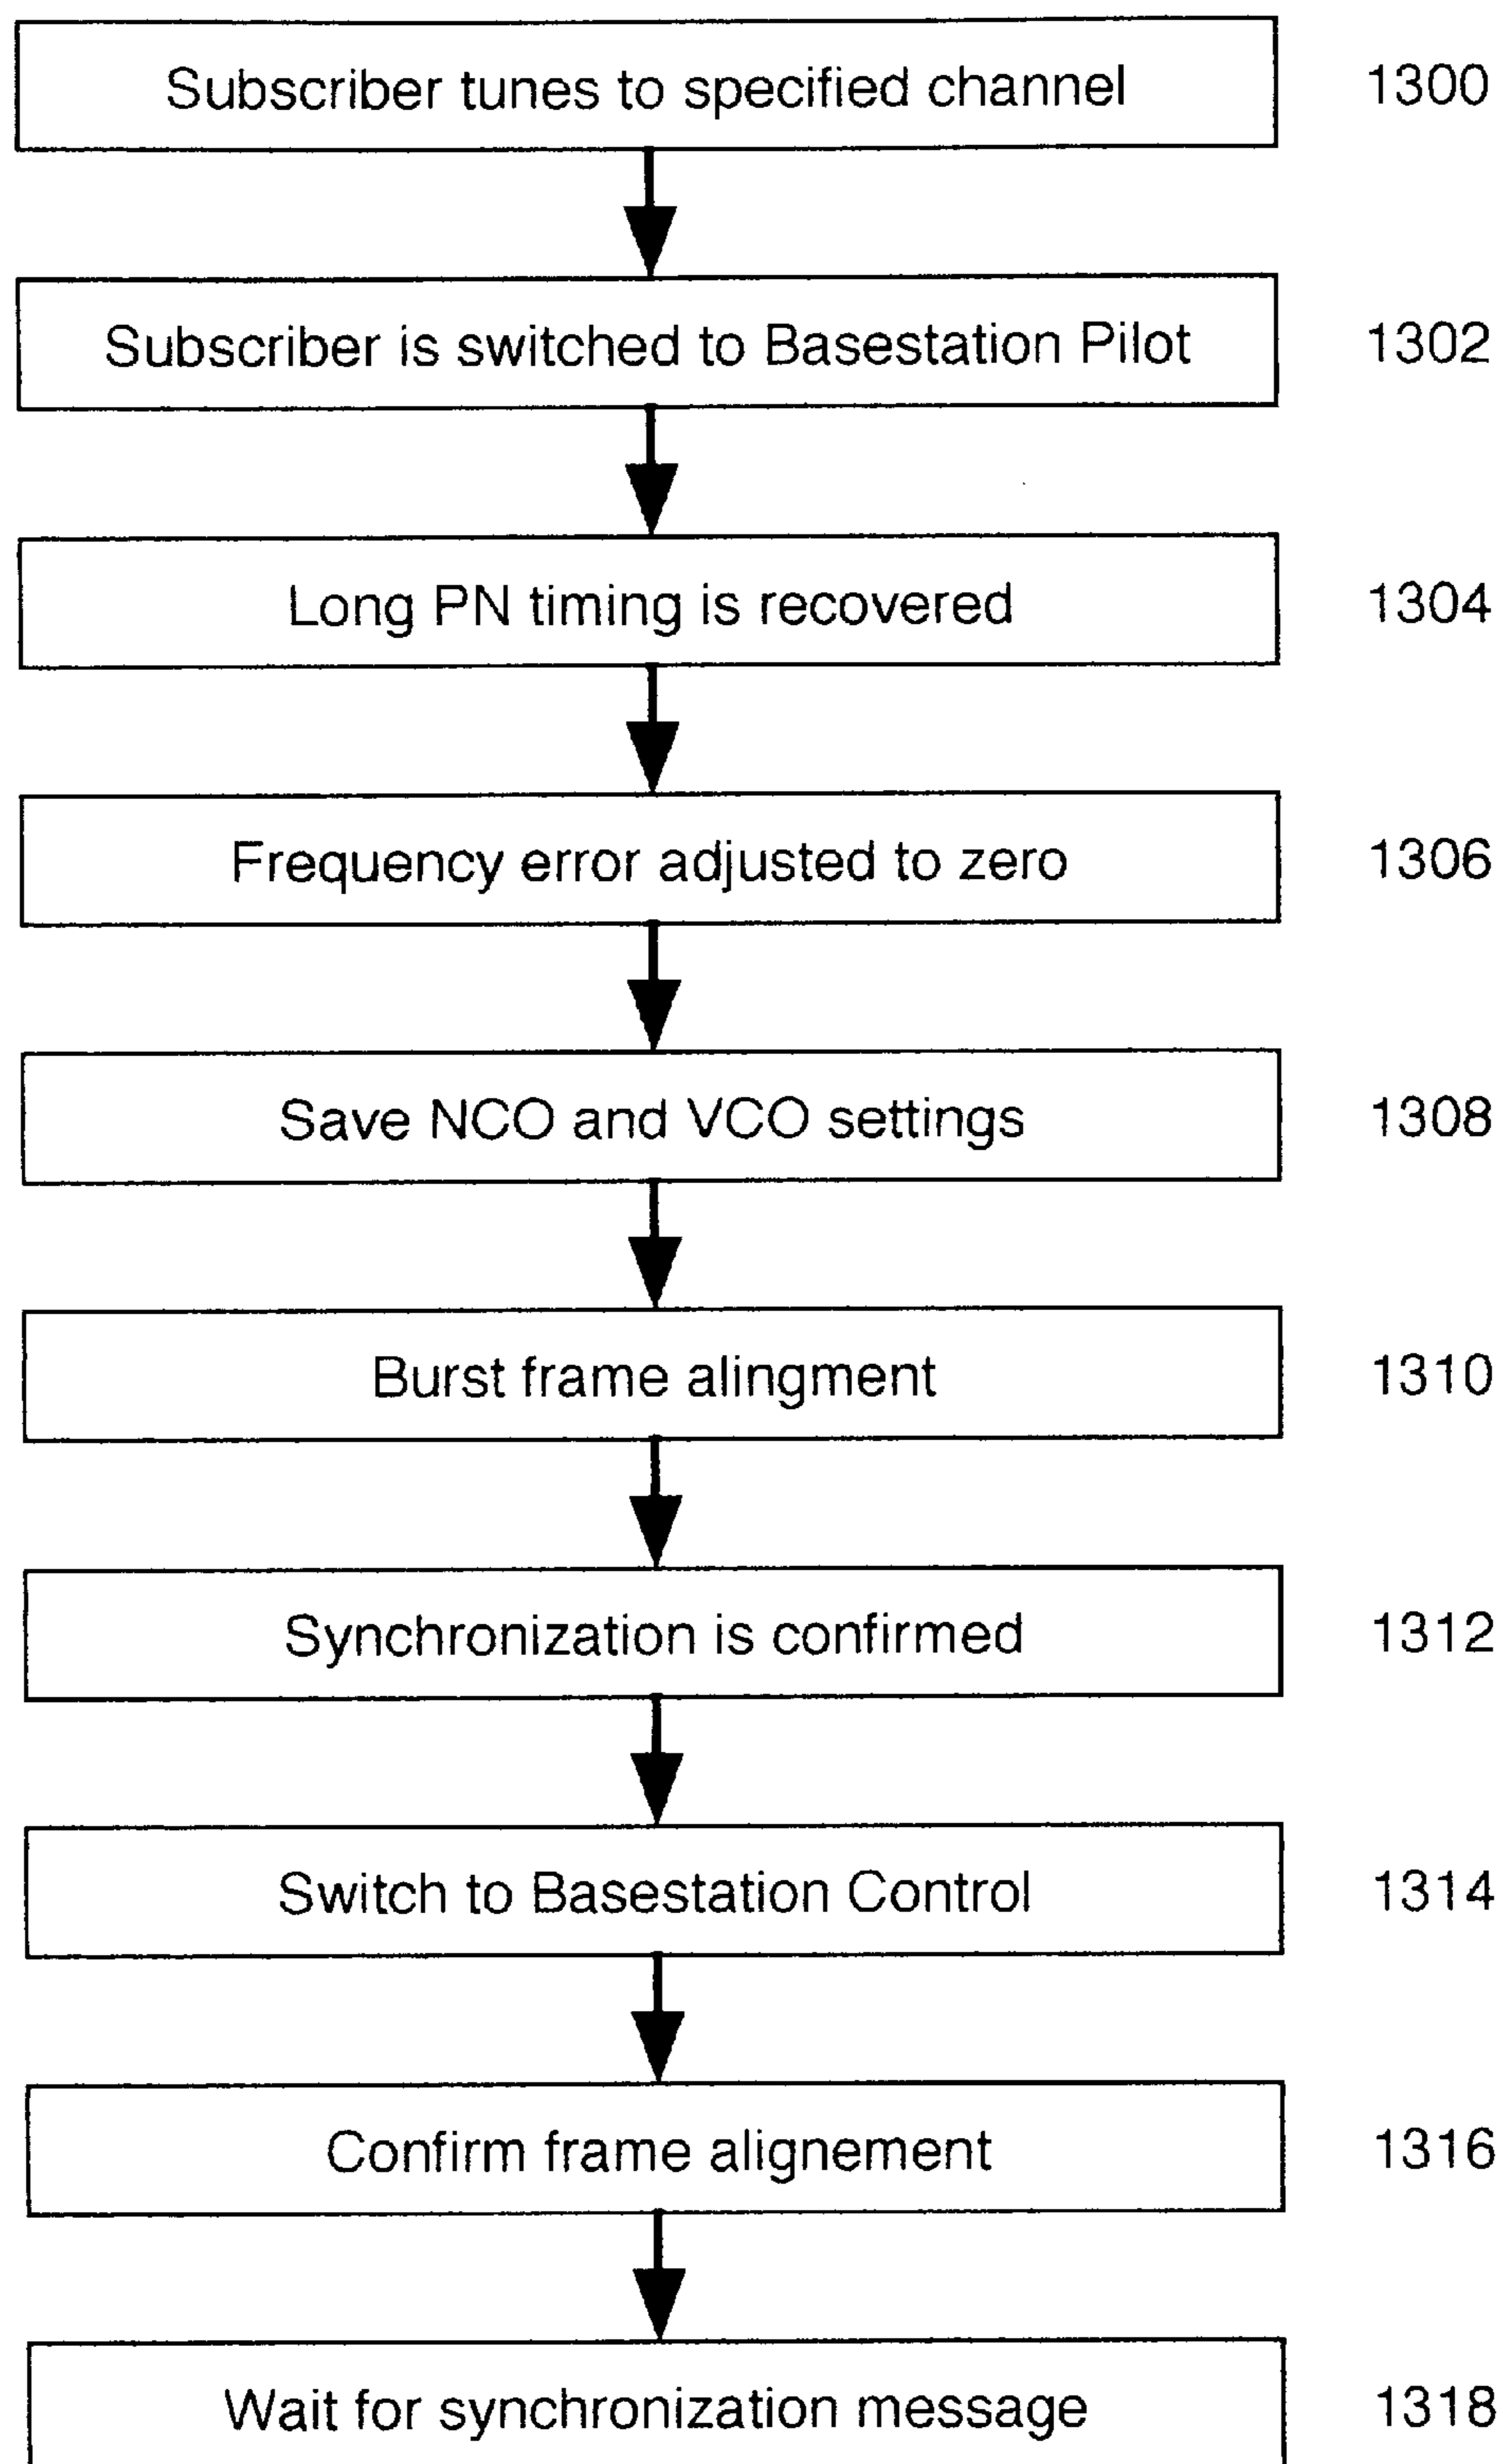 Subscriber tunes to specified channel 1300
Subscriber is switched to Basestation Pilot 1302
Long PN timing is recovered 1304
Frequency error adjusted to zero 1306
Save NCO and VCO settings 1308
Burst frame alingment 1310
Synchronization is confirmed 1312
Switch to Basestation Control 1314
Confirm frame alignement 1316
Wait for synchronization message 1318